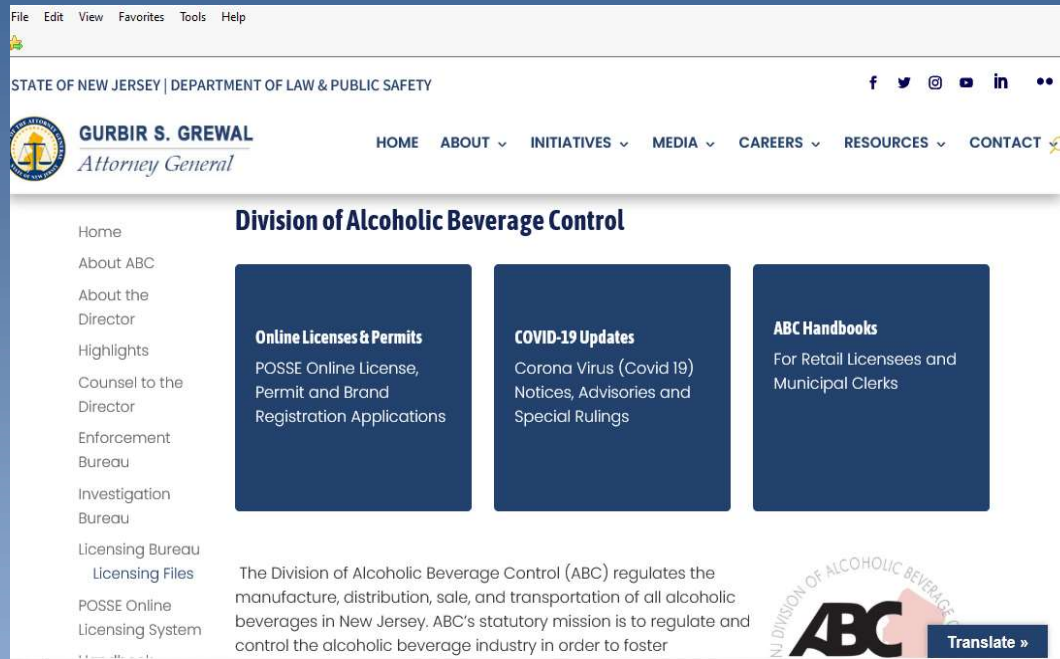 File Edit View Favorites Tools Help
STATE OF NEW JERSEY | DEPARTMENT OF LAW & PUBLIC SAFETY
GURBIR S. GREWAL
Attorney General
HOME ABOUT INITIATIVES MEDIA CAREERS RESOURCES CONTACT
Home
About ABC
About the
Director
Highlights
Counsel to the
Director
Enforcement
Bureau
Investigation
Bureau
Licensing Bureau
Licensing Files
POSSE Online
Licensing System
Division of Alcoholic Beverage Control
Online Licenses & Permits
POSSE Online License,
Permit and Brand
Registration Applications
COVID-19 Updates
Corona Virus (Covid 19)
Notices, Advisories and
Special Rulings
ABC Handbooks
For Retail Licensees and
Municipal Clerks
The Division of Alcoholic Beverage Control (ABC) regulates the
manufacture, distribution, sale, and transportation of all alcoholic
beverages in New Jersey. ABC's statutory mission is to regulate and
control the alcoholic beverage industry in order to foster
NJ DIVISION OF ALCOHOLIC BEVERAGE
ABC
Translate »